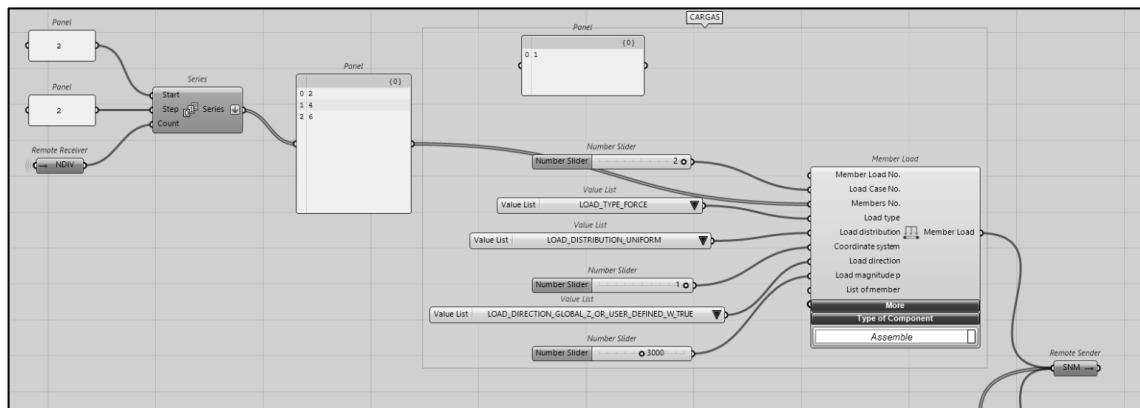 CARGAS
Panel
2
Panel
2
Remote Receiver
NDIV
Series
Start
Step
Count
Series
Panel
{0}
0 2
1 4
2 6
Panel
{0}
0 1
Number Slider
Number Slider 2
Value List
Value List LOAD_TYPE_FORCE
Value List
Value List LOAD_DISTRIBUTION_UNIFORM
Number Slider
Number Slider 1
Value List
Value List LOAD_DIRECTION_GLOBAL_Z_OR_USER_DEFINED_W_TRUE
Number Slider
Number Slider 3000
Member Load
Member Load No.
Load Case No.
Members No.
Load type
Load distribution
Coordinate system
Load direction
Load magnitude p
List of member
Member Load
More
Type of Component
Assemble
Remote Sender
SNM